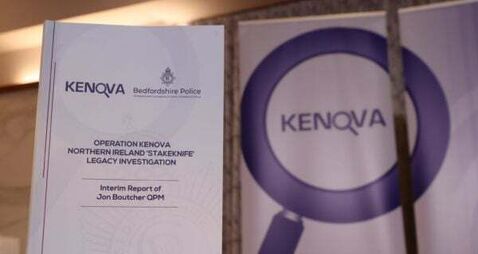 KENOVA
Bedfordshire Police
OPERATION KENOVA
NORTHERN IRELAND 'STAKEKNIFE'
LEGACY INVESTIGATION
Interim Report of
Jon Boutcher QPM
KENOVA